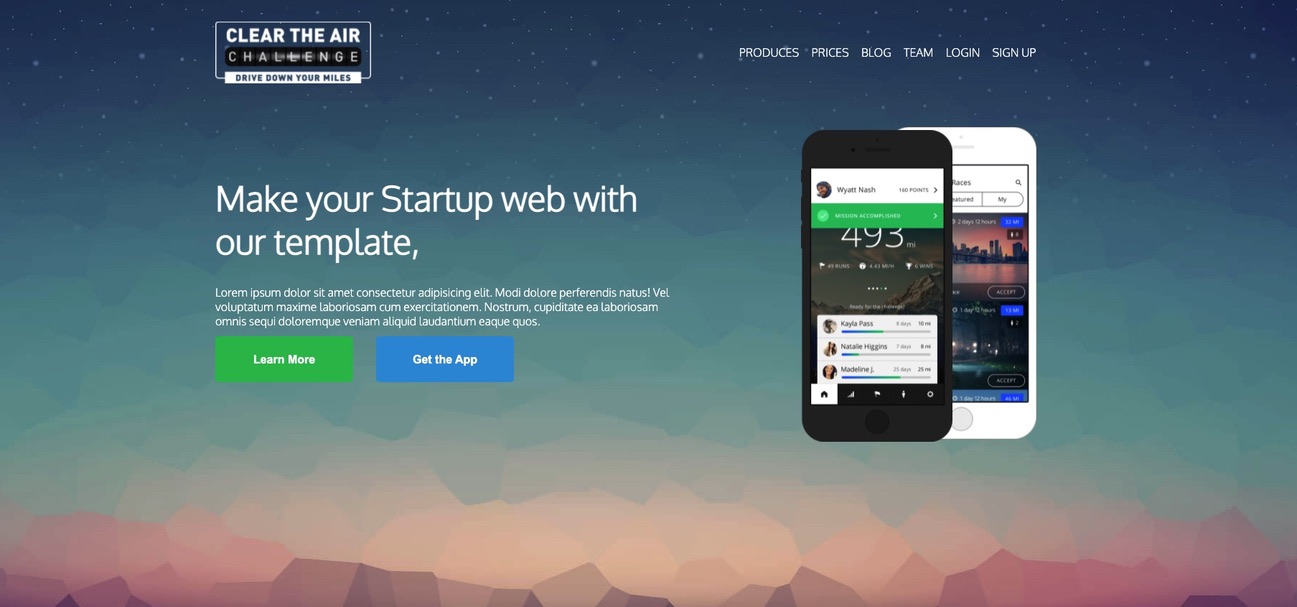 CLEAR THE AIR
CHALLENGE
DRIVE DOWN YOUR MILES
PRODUCES PRICES BLOG TEAM LOGIN SIGN UP
Make your Startup web with
our template,
Lorem ipsum dolor sit amet consectetur adipisicing elit. Modi dolore perferendis natus! Vel
voluptatum maxime laboriosam cum exercitationem. Nostrum, cupiditate ea laboriosam
omnis sequi doloremque veniam aliquid laudantium eaque quos.
Learn More Get the App
Wyatt Nash 160 POINTS
MISSION ACCOMPLISHED
493 mi
49 RUNS 4.43 MI/H 6 WINS
Ready for the challenge?
Kayla Pass 8 days 10 mi
Natalie Higgins 7 days 8 mi
Madeline J. 25 days 25 mi
Races
eatured My
2 days 12 hours 32 MI
6
ACCEPT
1 day 12 hours 13 MI
2
ACCEPT
1 day 12 hours 46 MI